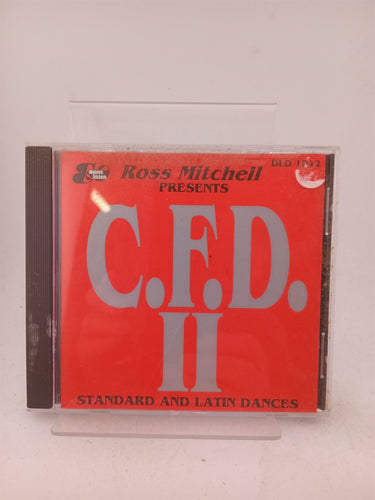 Ross Mitchell
PRESENTS
C.F.D.
II
STANDARD AND LATIN DANCES